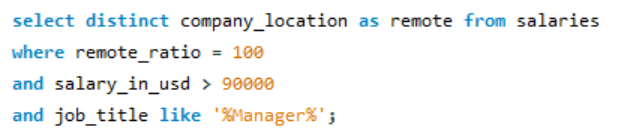 select distinct company_location as remote from salaries
where remote_ratio = 100
and salary_in_usd > 90000
and job_title like '%Manager%';